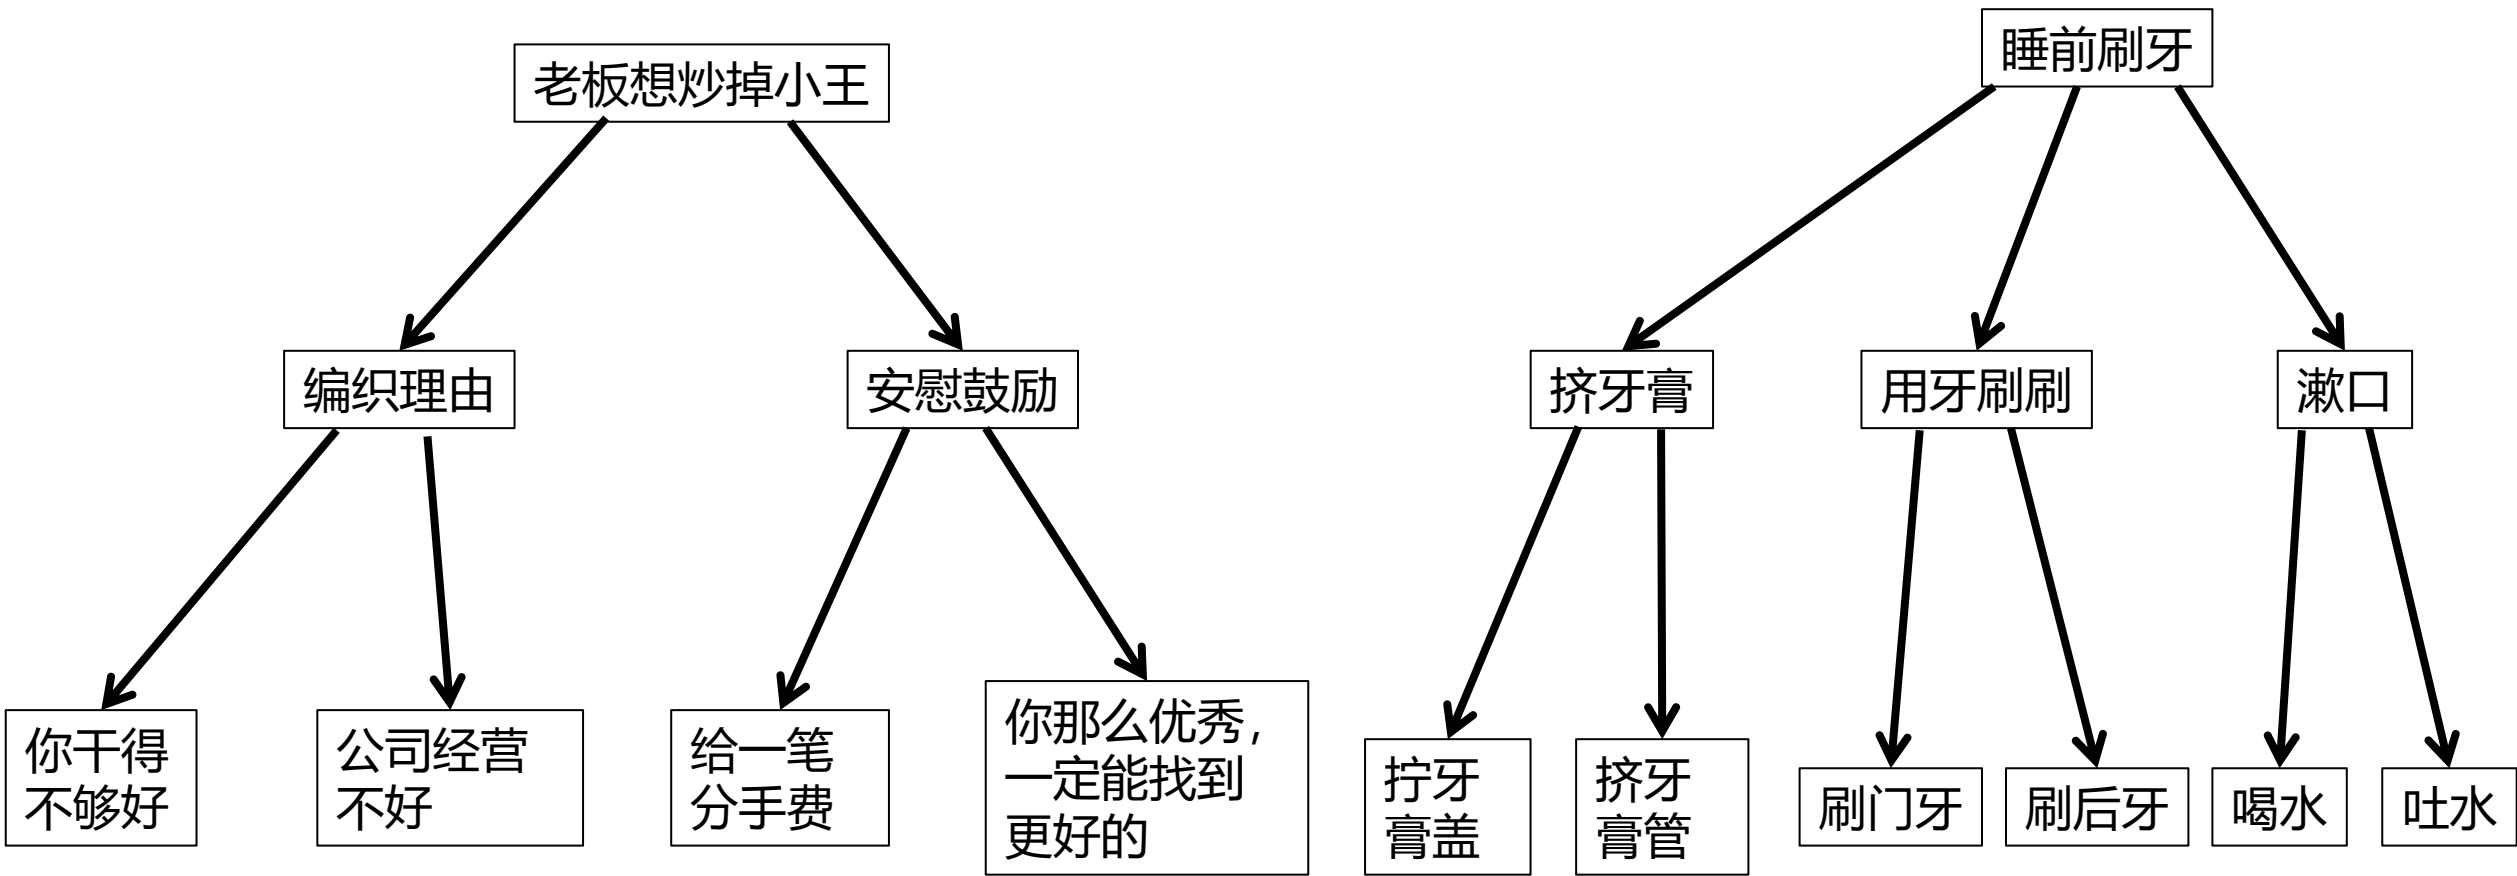 老板想炒掉小王
睡前刷牙
编织理由
安慰鼓励
挤牙膏
用牙刷刷
漱口
你干得
不够好
公司经营
不好
给一笔
分手费
你那么优秀,
一定能找到
更好的
拧牙
膏盖
挤牙
膏管
刷门牙
刷后牙
喝水
吐水